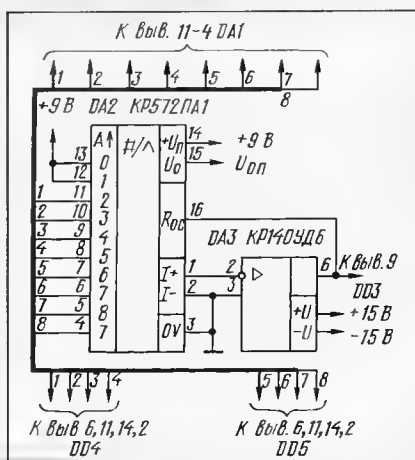 К выв. 11-4 DA1
1 2 3 4 5 6 7
8
+9 В DA2 КР572ПА1
A↑ #/Λ +Uп 14 +9 В
13 0 U0 15 Uоп
12 1
1 11 2
2 10 3 Rос 16
3 9 4 DA3 КР140УД6
4 8 5
5 7 6 I+ 1 2 ▷ 6 К выв. 9
6 6 7 I- 2 3 DD3
7 5 8 +U +15 В
8 4 7 0V 3 -U -15 В
1 2 3 4 5 6 7 8
К выв 6,11,14,2 К выв. 6,11,14,2
DD4 DD5